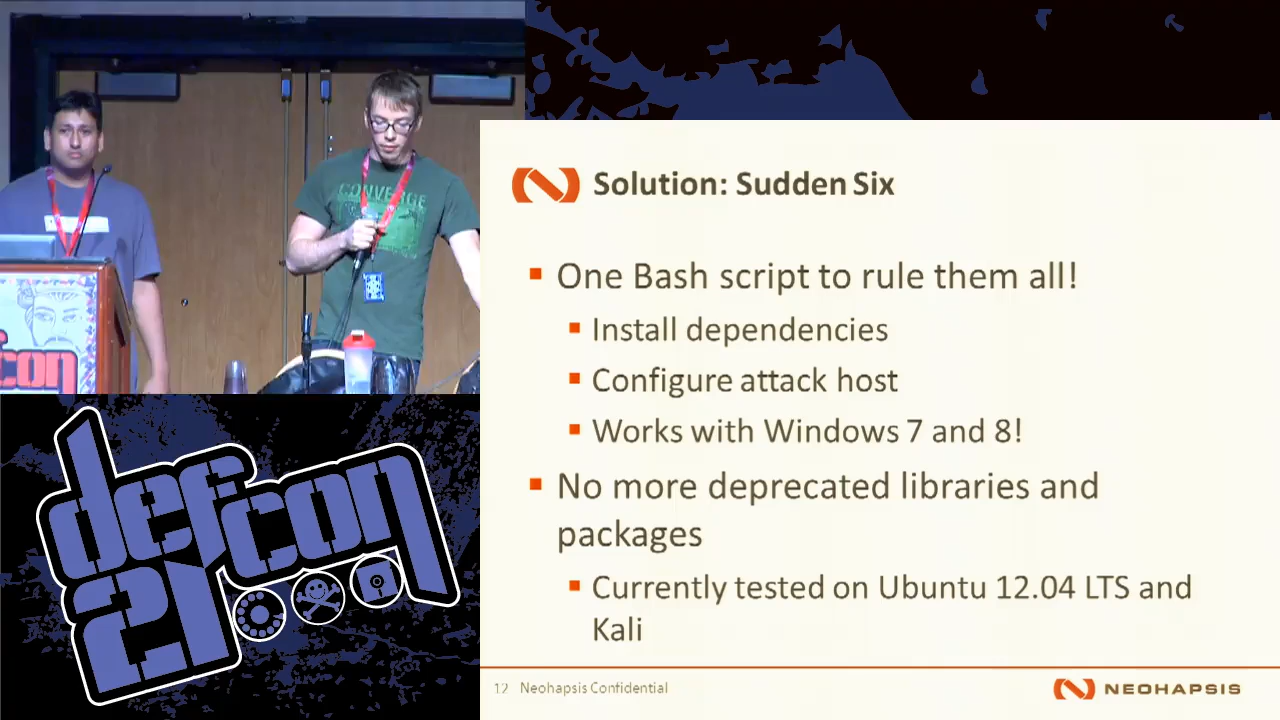 CONVERGE
con
Solution: Sudden Six
One Bash script to rule them all!
Install dependencies
Configure attack host
Works with Windows 7 and 8!
No more deprecated libraries and
packages
Currently tested on Ubuntu 12.04 LTS and
Kali
12 Neohapsis Confidential
NEOHAPSIS
defcon
21